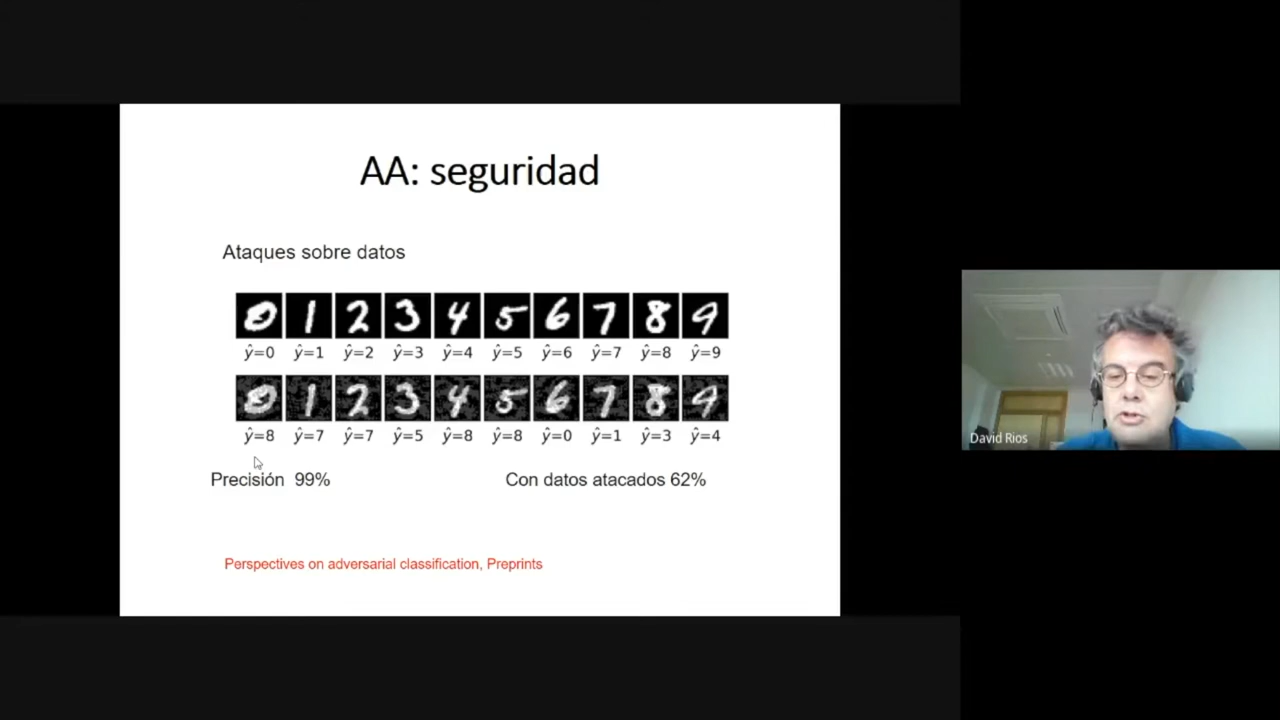 AA: seguridad
Ataques sobre datos
0 1 2 3 4 5 6 7 8 9
ŷ=0 ŷ=1 ŷ=2 ŷ=3 ŷ=4 ŷ=5 ŷ=6 ŷ=7 ŷ=8 ŷ=9
0 1 2 3 4 5 6 7 8 9
ŷ=8 ŷ=7 ŷ=7 ŷ=5 ŷ=8 ŷ=8 ŷ=0 ŷ=1 ŷ=3 ŷ=4
Precisión 99% Con datos atacados 62%
Perspectives on adversarial classification, Preprints
David Rios